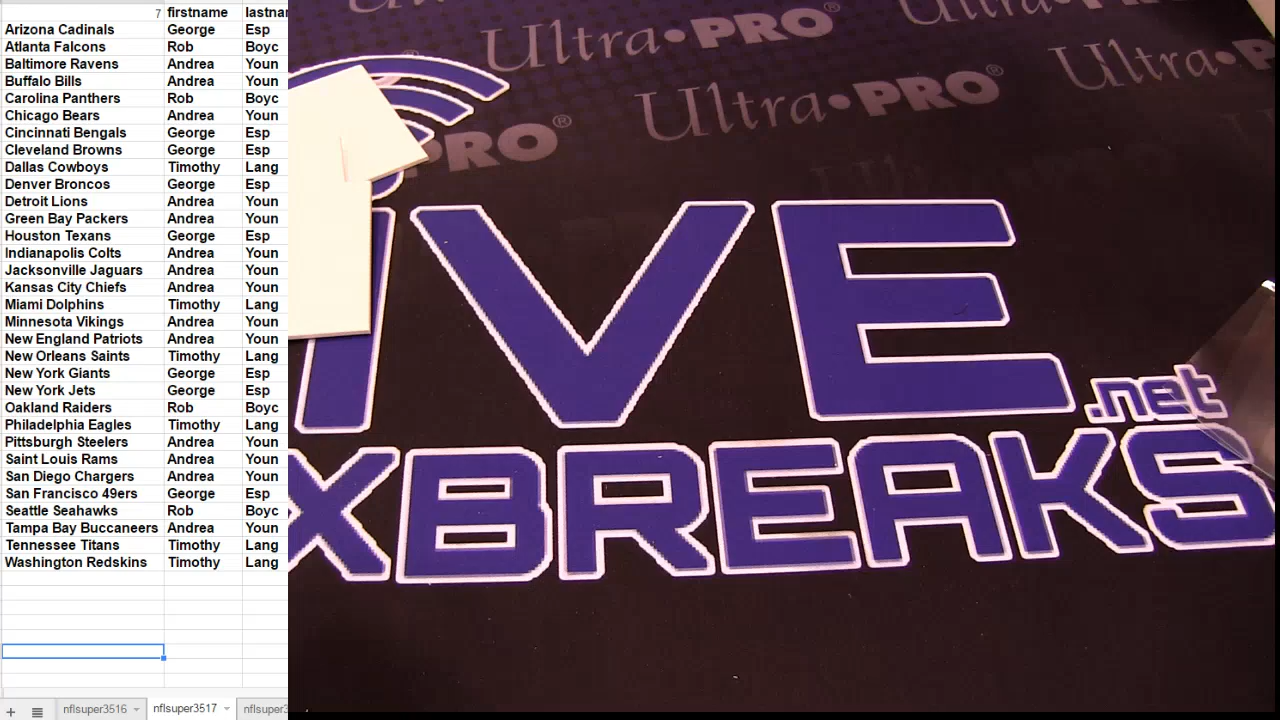 7 firstname lastnar
Arizona Cadinals George Esp
Atlanta Falcons Rob Boyc
Baltimore Ravens Andrea Youn
Buffalo Bills Andrea Youn
Carolina Panthers Rob Boyc
Chicago Bears Andrea Youn
Cincinnati Bengals George Esp
Cleveland Browns George Esp
Dallas Cowboys Timothy Lang
Denver Broncos George Esp
Detroit Lions Andrea Youn
Green Bay Packers Andrea Youn
Houston Texans George Esp
Indianapolis Colts Andrea Youn
Jacksonville Jaguars Andrea Youn
Kansas City Chiefs Andrea Youn
Miami Dolphins Timothy Lang
Minnesota Vikings Andrea Youn
New England Patriots Andrea Youn
New Orleans Saints Timothy Lang
New York Giants George Esp
New York Jets George Esp
Oakland Raiders Rob Boyc
Philadelphia Eagles Timothy Lang
Pittsburgh Steelers Andrea Youn
Saint Louis Rams Andrea Youn
San Diego Chargers Andrea Youn
San Francisco 49ers George Esp
Seattle Seahawks Rob Boyc
Tampa Bay Buccaneers Andrea Youn
Tennessee Titans Timothy Lang
Washington Redskins Timothy Lang
nflsuper3516 nflsuper3517 nflsuper3
Ultra•PRO®
Ultra•PRO
Ultra•PRO®
Ultra•P
PRO®
IVE
.net
XBREAKS